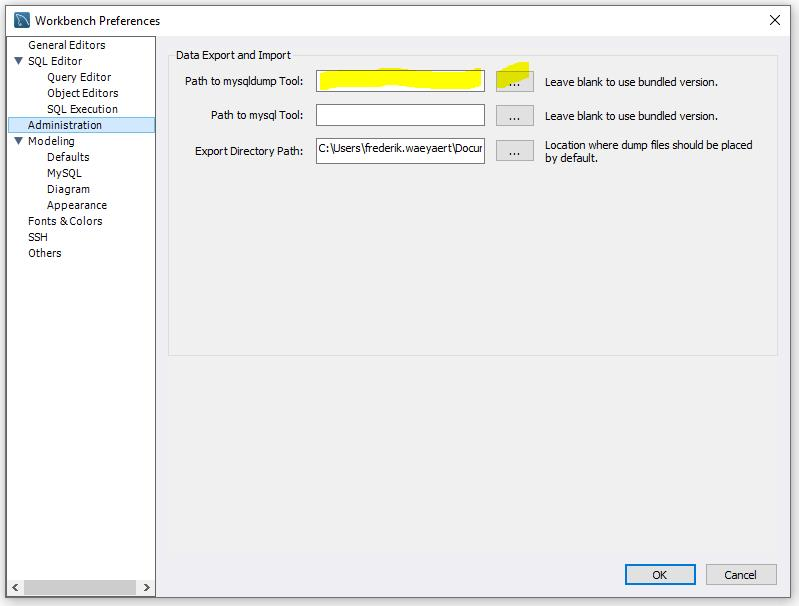 Workbench Preferences
General Editors
SQL Editor
Query Editor
Object Editors
SQL Execution
Administration
Modeling
Defaults
MySQL
Diagram
Appearance
Fonts & Colors
SSH
Others
Data Export and Import
Path to mysqldump Tool:
...
Leave blank to use bundled version.
Path to mysql Tool:
...
Leave blank to use bundled version.
Export Directory Path:
C:\Users\frederik.waeyaert\Docur
...
Location where dump files should be placed
by default.
OK
Cancel